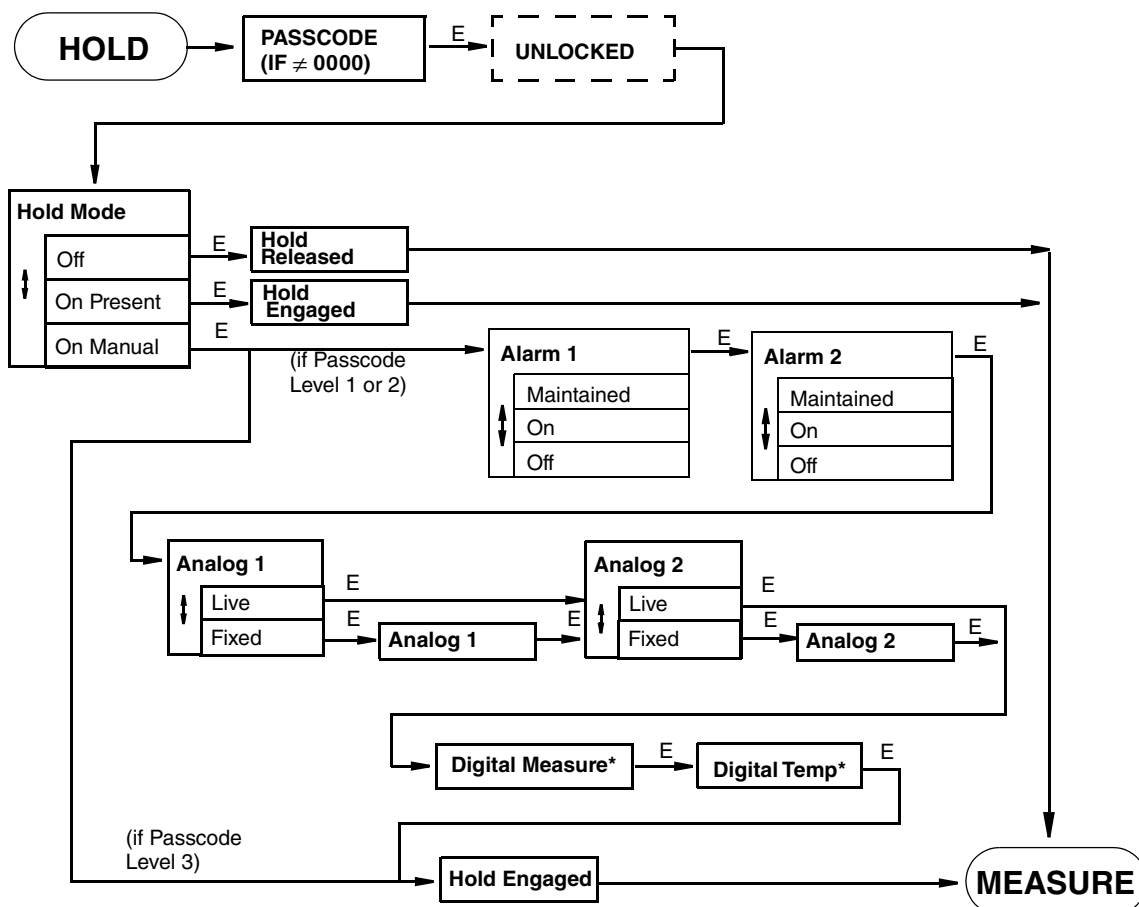 HOLD
PASSCODE
(IF ≠ 0000)
E
UNLOCKED
Hold Mode
Off
On Present
On Manual
E
Hold
Released
E
Hold
Engaged
E
(if Passcode
Level 1 or 2)
Alarm 1
Maintained
On
Off
E
Alarm 2
Maintained
On
Off
E
Analog 1
Live
Fixed
E
E
Analog 1
E
Analog 2
Live
Fixed
E
E
Analog 2
E
Digital Measure*
E
Digital Temp*
E
(if Passcode
Level 3)
Hold Engaged
MEASURE